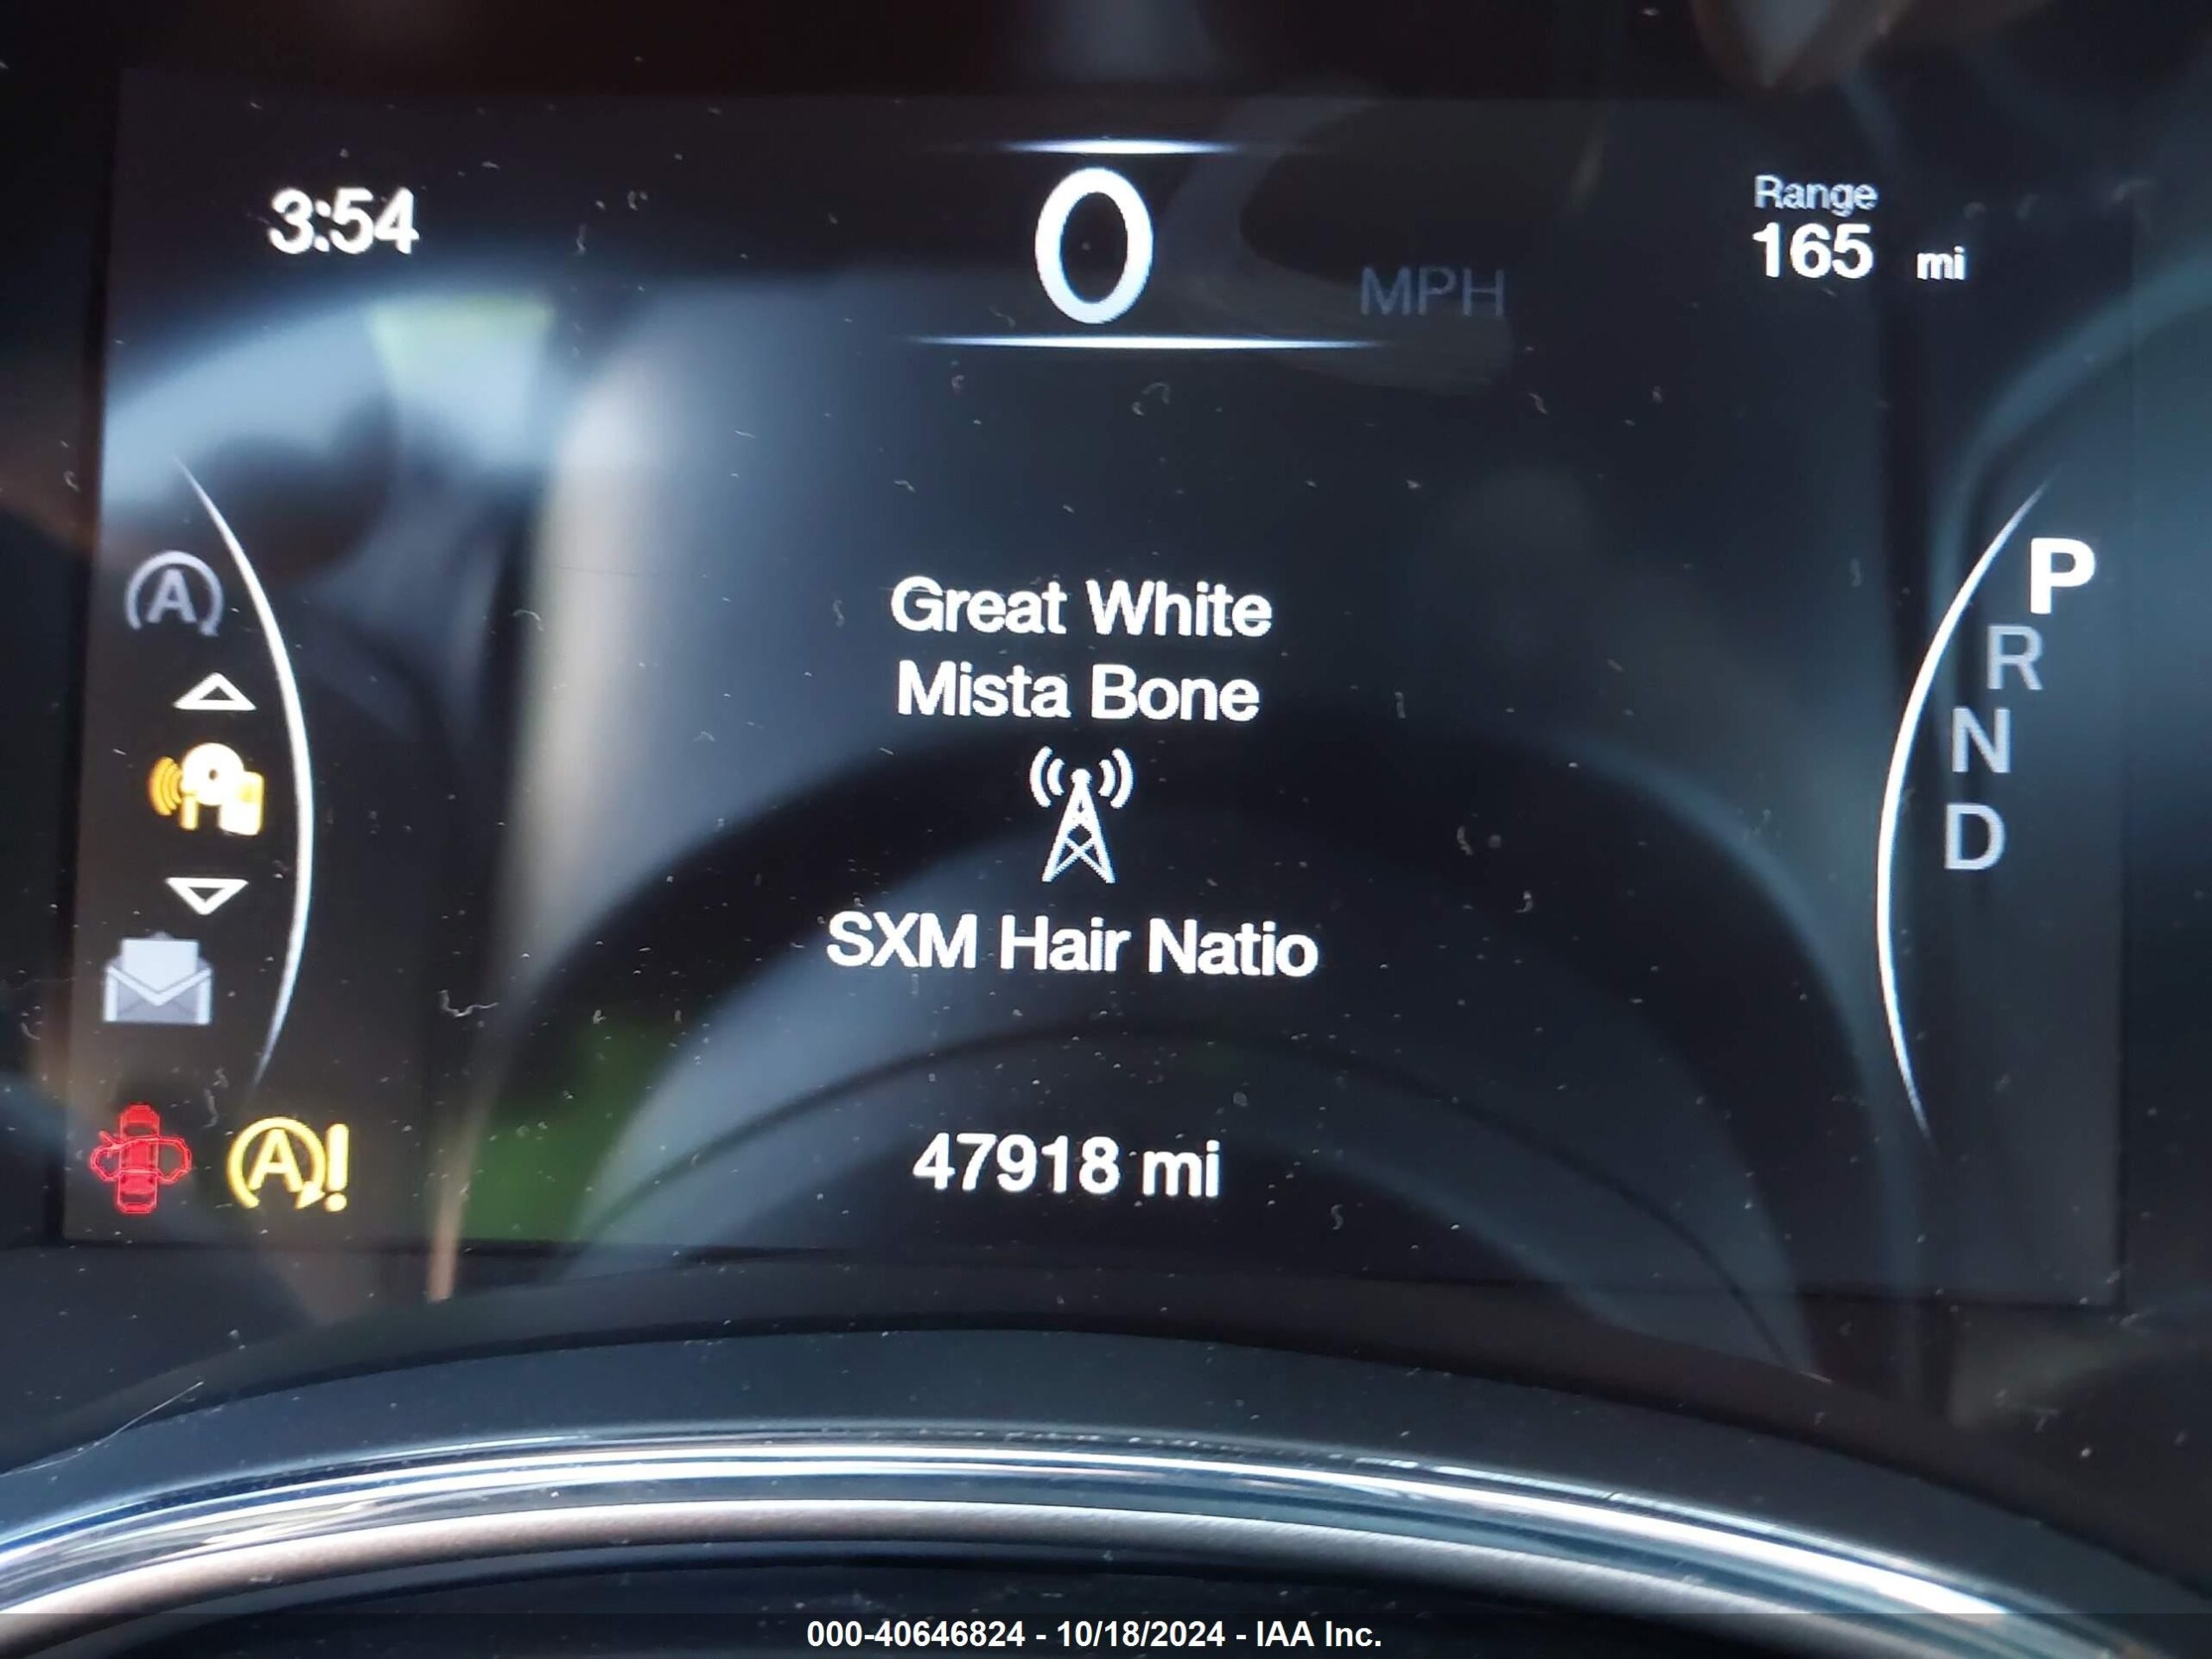 3:54
0
MPH
Range
165 mi
A
Great White
Mista Bone
SXM Hair Natio
P
R
N
D
A!
47918 mi
000-40646824 - 10/18/2024 - IAA Inc.